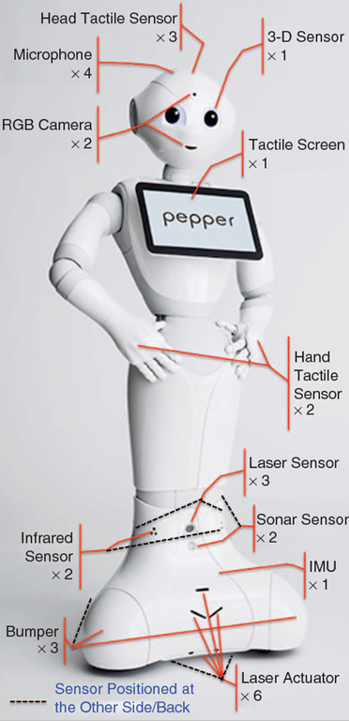 Head Tactile Sensor
× 3
3-D Sensor
× 1
Microphone
× 4
RGB Camera
× 2
Tactile Screen
× 1
pepper
Hand
Tactile
Sensor
× 2
Laser Sensor
× 3
Sonar Sensor
× 2
Infrared
Sensor
× 2
IMU
× 1
Bumper
× 3
Laser Actuator
× 6
Sensor Positioned at
the Other Side/Back